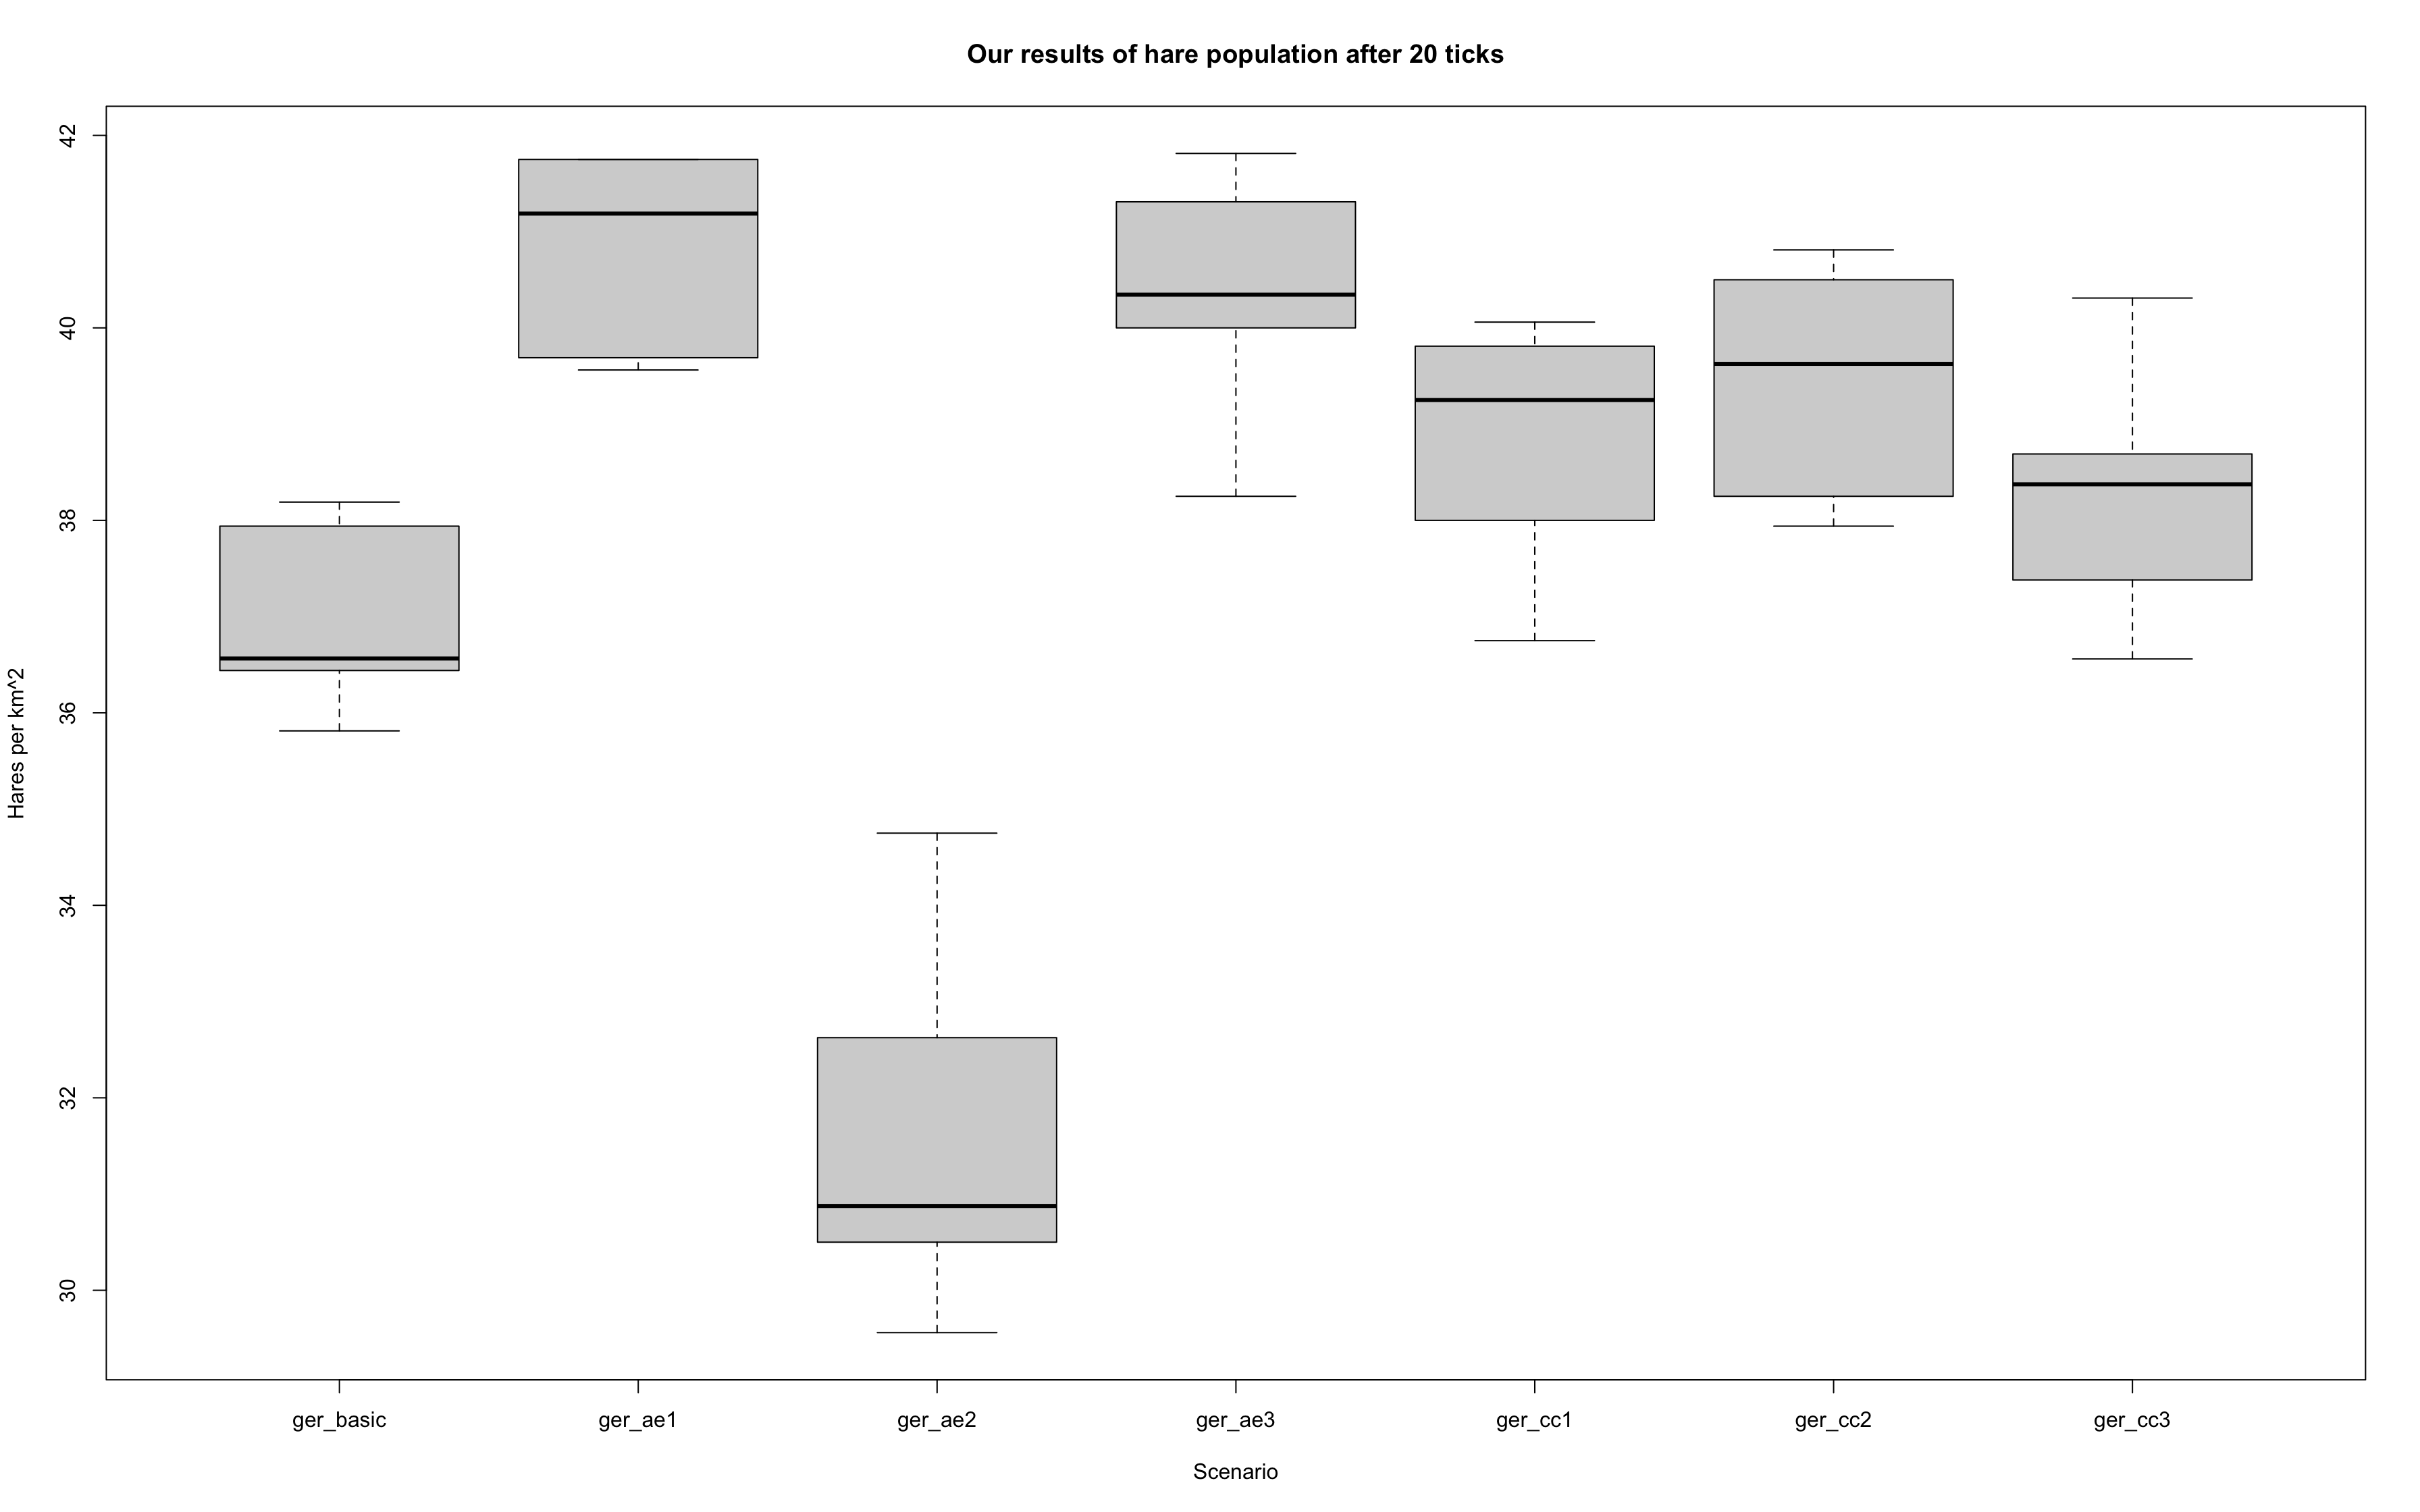 Our results of hare population after 20 ticks
Hares per km^2
42
40
38
36
34
32
30
ger_basic ger_ae1 ger_ae2 ger_ae3 ger_cc1 ger_cc2 ger_cc3
Scenario